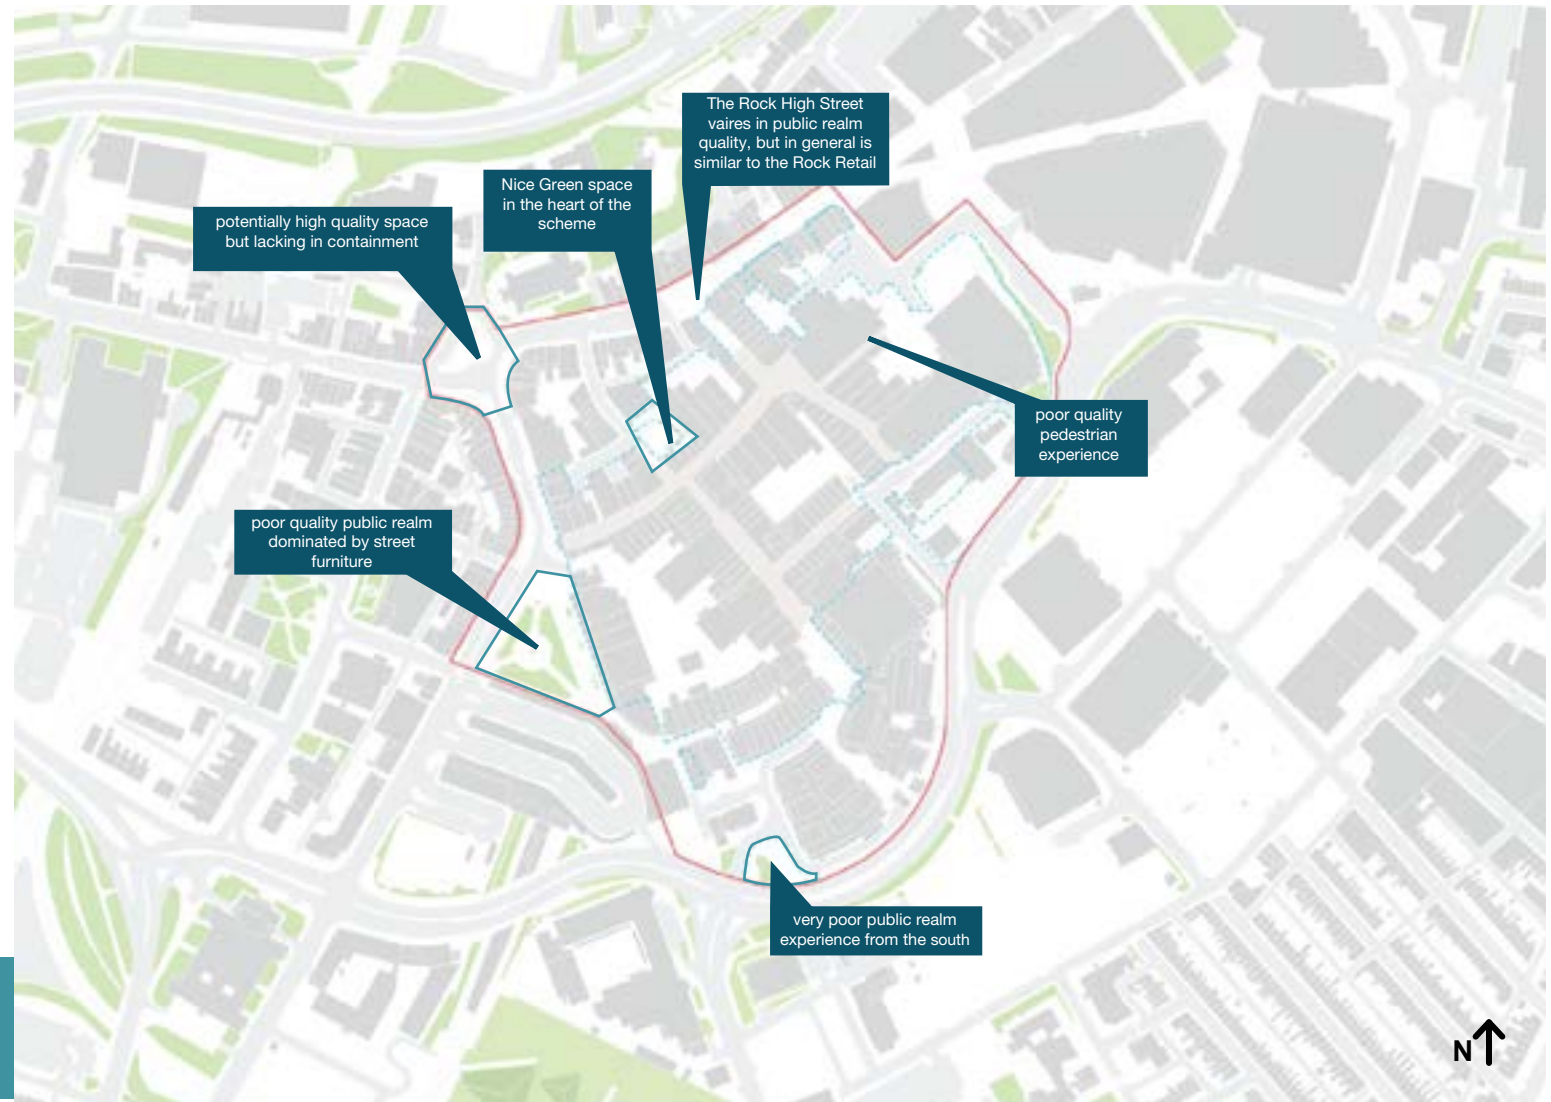 The Rock High Street
vaires in public realm
quality, but in general is
similar to the Rock Retail
Nice Green space
in the heart of the
scheme
potentially high quality space
but lacking in containment
poor quality
pedestrian
experience
poor quality public realm
dominated by street
furniture
very poor public realm
experience from the south
N